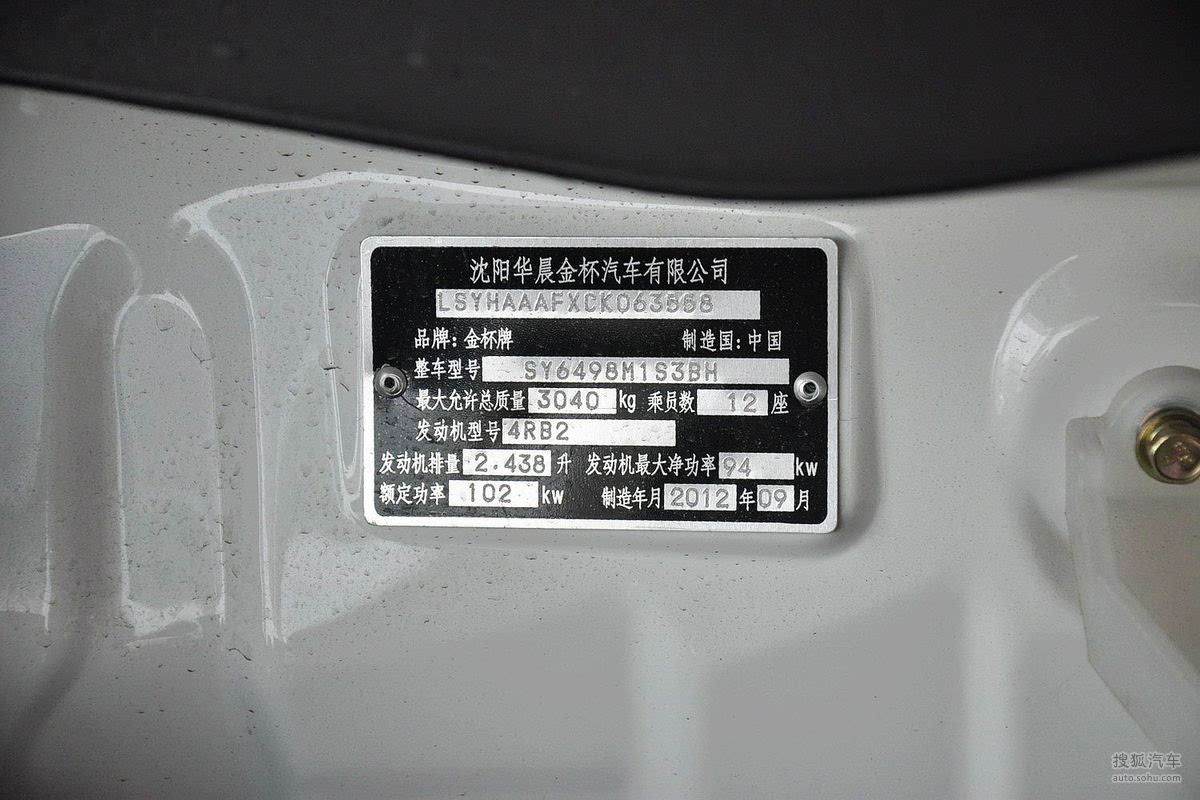 沈阳华晨金杯汽车有限公司
LSYHAAAFXCK063558
品牌:金杯牌 制造国:中国
整车型号 SY6498M1S3BH
最大允许总质量 3040 kg 乘员数 12 座
发动机型号 4RB2
发动机排量 2.438 升 发动机最大净功率 94 kw
额定功率 102 kw 制造年月 2012 年 09 月
搜狐汽车
auto.sohu.com